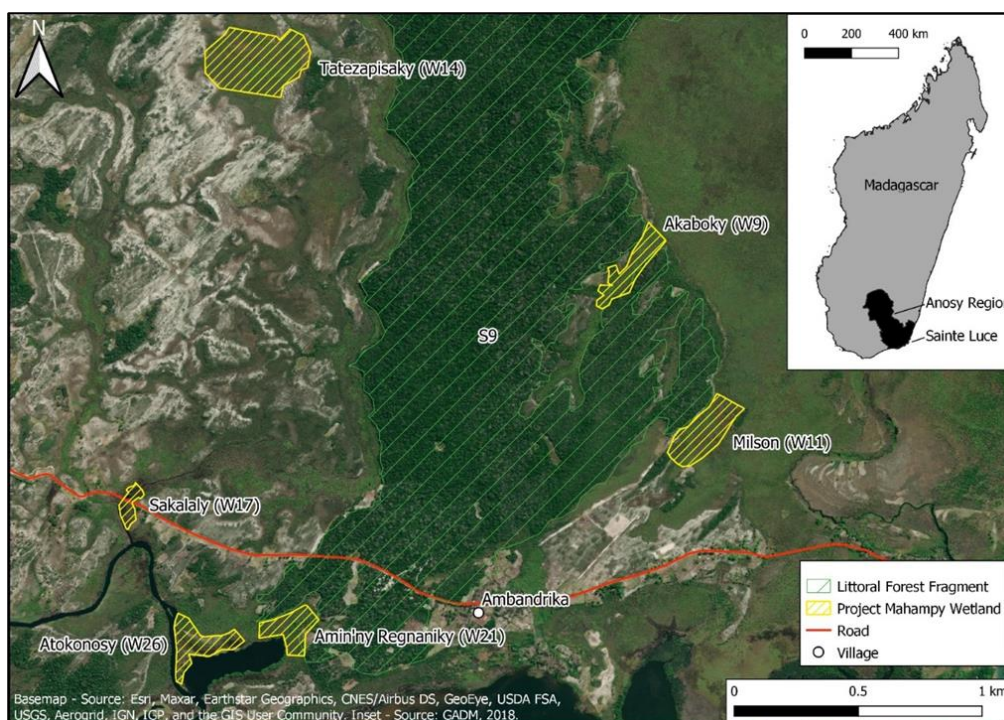 N
Tatezapisaky (W14)
0 200 400 km
Madagascar
Akaboky (W9)
Anosy Region
Sainte Luce
S9
Milson (W11)
Sakalaly (W17)
Ambandrika
Atokonosy (W26)
Amin'ny Regnaniky (W21)
Littoral Forest Fragment
Project Mahampy Wetland
Road
Village
Basemap - Source: Esri, Maxar, Earthstar Geographics, CNES/Airbus DS, GeoEye, USDA FSA,
USGS, Aerogrid, IGN, IGP, and the GIS User Community. Inset - Source: GADM, 2018.
0 0.5 1 km